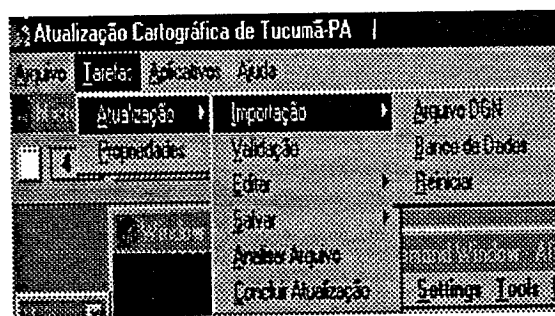 Atualização Cartográfica de Tucumã-PA
Arquivo Tarefas Aplicativos Ajuda
Atualização Importação Arquivo DGN
Propriedades Validação Banco de Dados
Editar Reiniciar
Salvar
Analisar Arquivo
Concluir Atualização Settings Tools